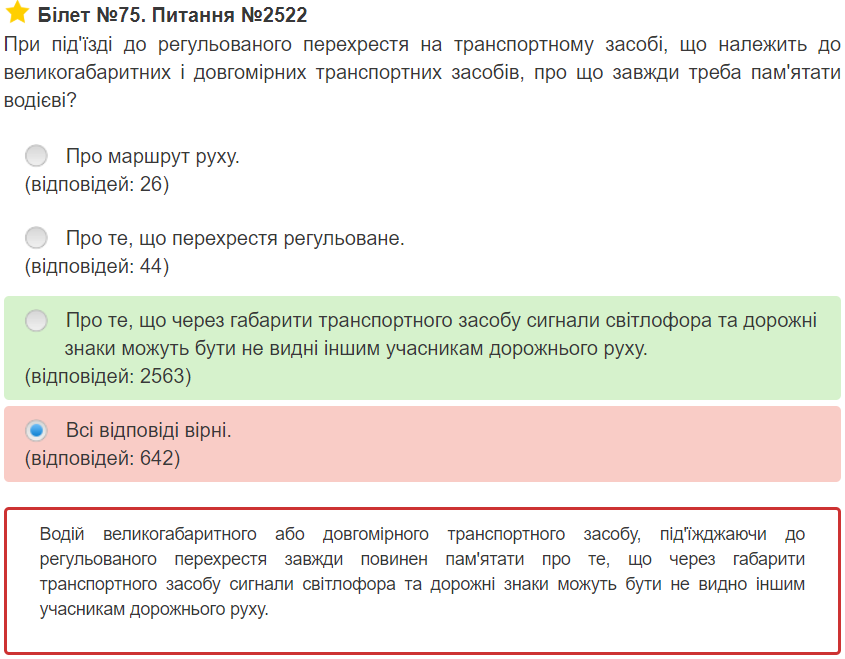 Білет №75. Питання №2522
При під'їзді до регульованого перехрестя на транспортному засобі, що належить до
великогабаритних і довгомірних транспортних засобів, про що завжди треба пам'ятати
водієві?
Про маршрут руху.
(відповідей: 26)
Про те, що перехрестя регульоване.
(відповідей: 44)
Про те, що через габарити транспортного засобу сигнали світлофора та дорожні
знаки можуть бути не видні іншим учасникам дорожнього руху.
(відповідей: 2563)
Всі відповіді вірні.
(відповідей: 642)
Водій великогабаритного або довгомірного транспортного засобу, під'їжджаючи до
регульованого перехрестя завжди повинен пам'ятати про те, що через габарити
транспортного засобу сигнали світлофора та дорожні знаки можуть бути не видно іншим
учасникам дорожнього руху.